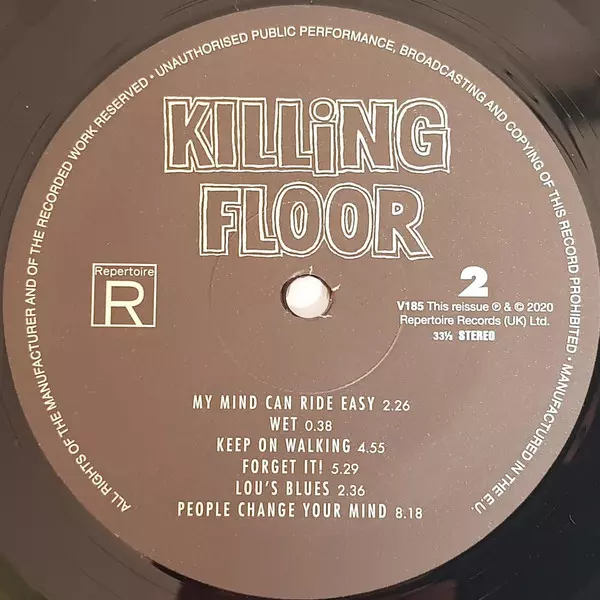 ALL RIGHTS OF THE MANUFACTURER AND OF THE RECORDED WORK RESERVED • UNAUTHORISED PUBLIC PERFORMANCE, BROADCASTING AND COPYING OF THIS RECORD PROHIBITED • MANUFACTURED IN THE E.U.
KILLiNG
FLOOR
Repertoire
R
2
V185 This reissue ℗ & © 2020
Repertoire Records (UK) Ltd.
33⅓ STEREO
MY MIND CAN RIDE EASY 2.26
WET 0.38
KEEP ON WALKING 4.55
FORGET IT! 5.29
LOU'S BLUES 2.36
PEOPLE CHANGE YOUR MIND 8.18